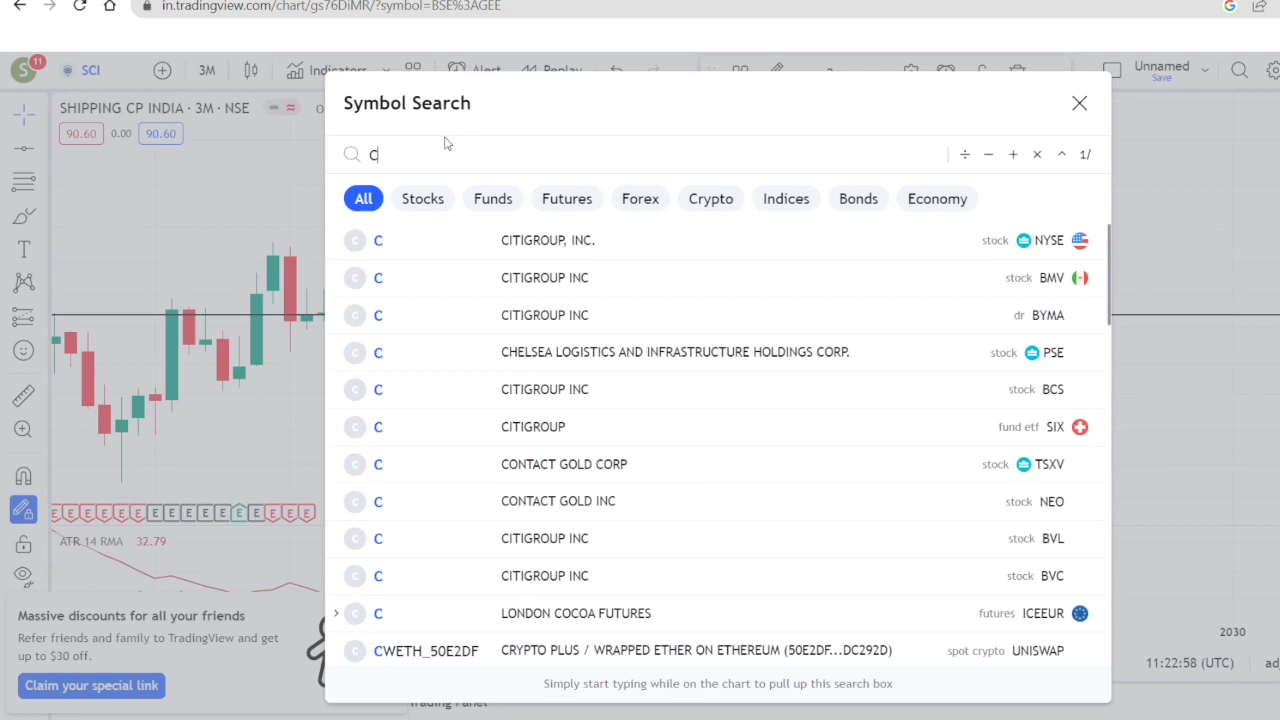 in.tradingview.com/chart/gs76DiMR/?symbol=BSE%3AGEE
G
S 11 SCI 3M Indicators Alert Replay Unnamed
Save
SHIPPING CP INDIA · 3M · NSE
90.60 0.00 90.60
Symbol Search
C
1/
All Stocks Funds Futures Forex Crypto Indices Bonds Economy
C C CITIGROUP, INC. stock NYSE
C C CITIGROUP INC stock BMV
C C CITIGROUP INC dr BYMA
C C CHELSEA LOGISTICS AND INFRASTRUCTURE HOLDINGS CORP. stock PSE
C C CITIGROUP INC stock BCS
C C CITIGROUP fund etf SIX
C C CONTACT GOLD CORP stock TSXV
C C CONTACT GOLD INC stock NEO
C C CITIGROUP INC stock BVL
C C CITIGROUP INC stock BVC
C C LONDON COCOA FUTURES futures ICEEUR
C CWETH_50E2DF CRYPTO PLUS / WRAPPED ETHER ON ETHEREUM (50E2DF...DC292D) spot crypto UNISWAP
Simply start typing while on the chart to pull up this search box
E E E E E E E E E E E E E E E E
ATR 14 RMA 32.79
Massive discounts for all your friends
Refer friends and family to TradingView and get
up to $30 off.
Claim your special link
2030
11:22:58 (UTC)
Trading Panel